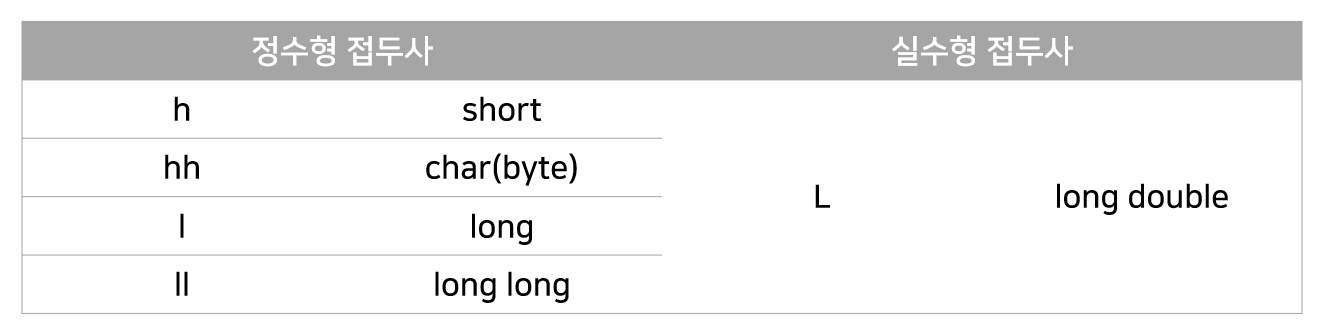 정수형 접두사 실수형 접두사
h short
hh char(byte)
l long
ll long long
L long double